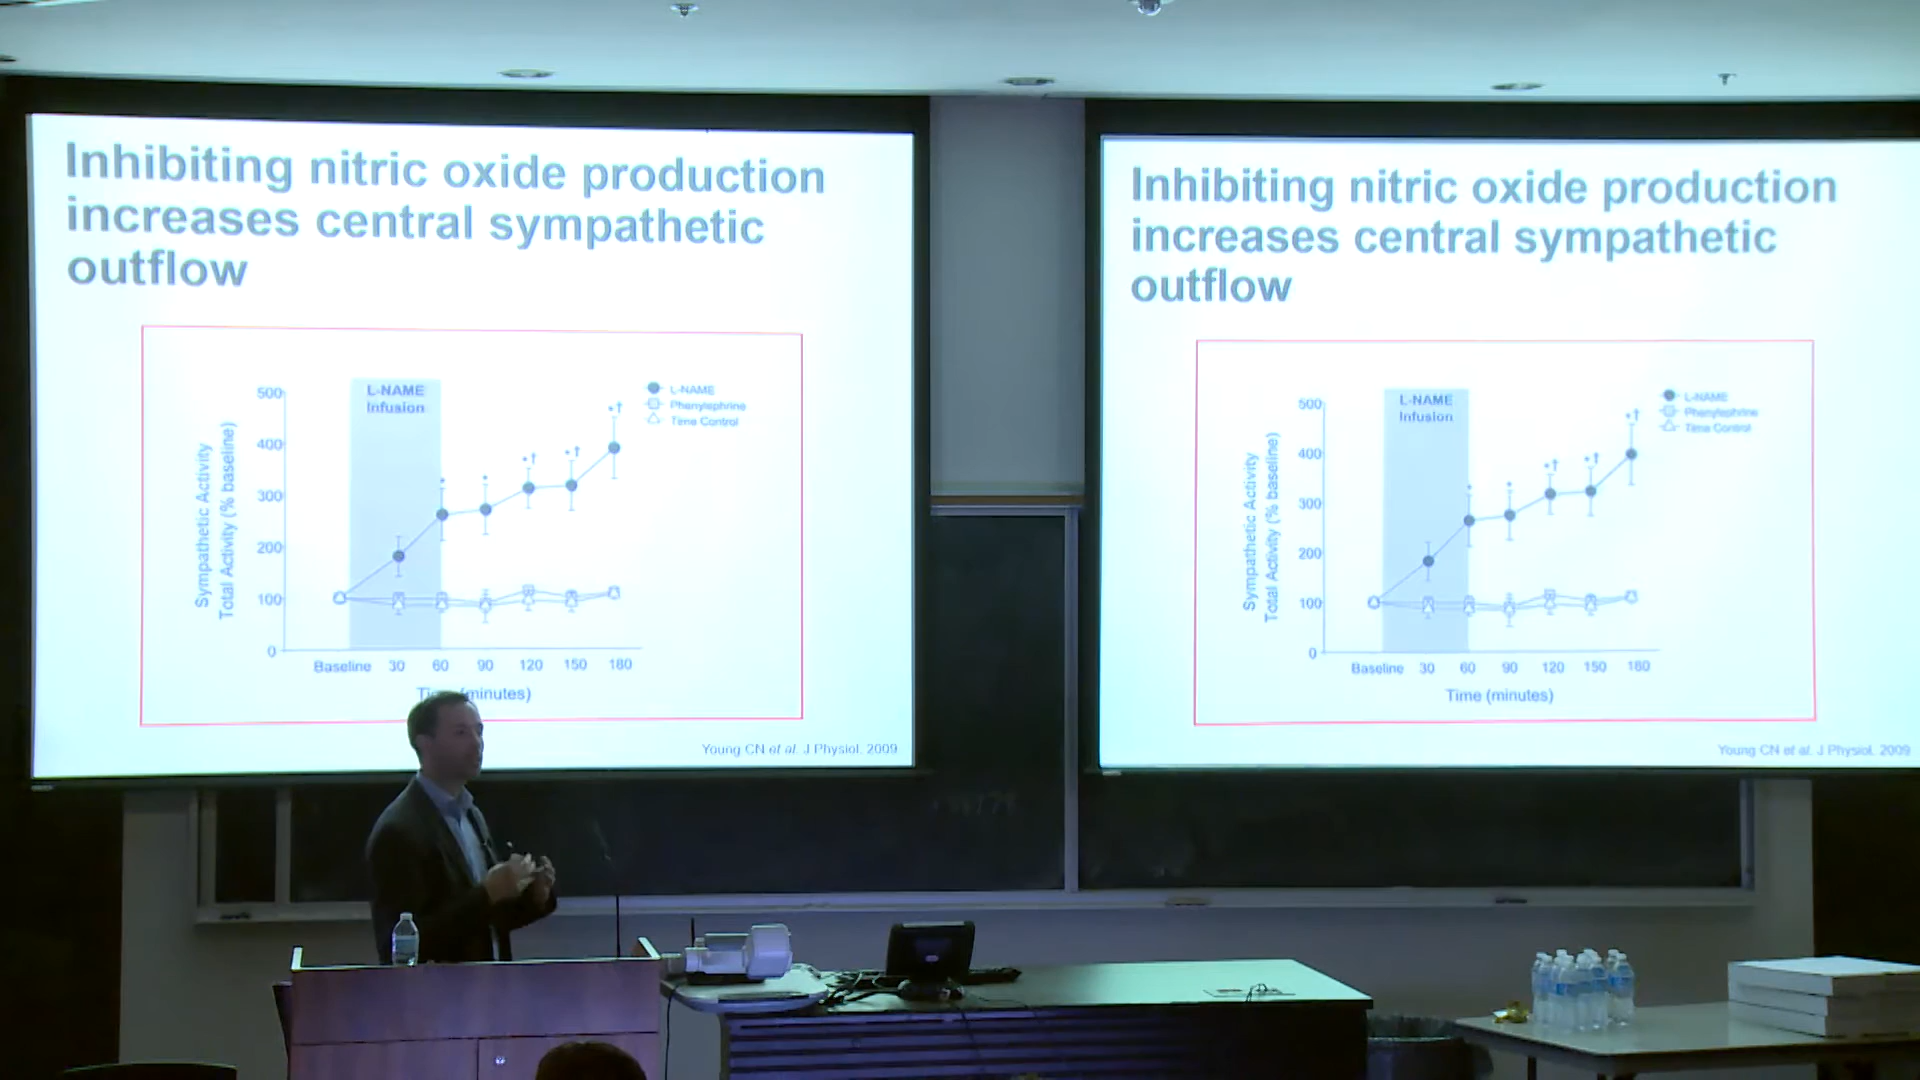 Inhibiting nitric oxide production
increases central sympathetic
outflow
L-NAME
Infusion
L-NAME
Phenylephrine
Time Control
500
400
300
200
100
0
*†
*†
*†
*
*
Sympathetic Activity
Total Activity (% baseline)
Baseline 30 60 90 120 150 180
(minutes)
Young CN et al. J Physiol. 2009
Inhibiting nitric oxide production
increases central sympathetic
outflow
L-NAME
Infusion
L-NAME
Phenylephrine
Time Control
500
400
300
200
100
0
*†
*†
*†
*
*
Sympathetic Activity
Total Activity (% baseline)
Baseline 30 60 90 120 150 180
Time (minutes)
Young CN et al. J Physiol. 2009